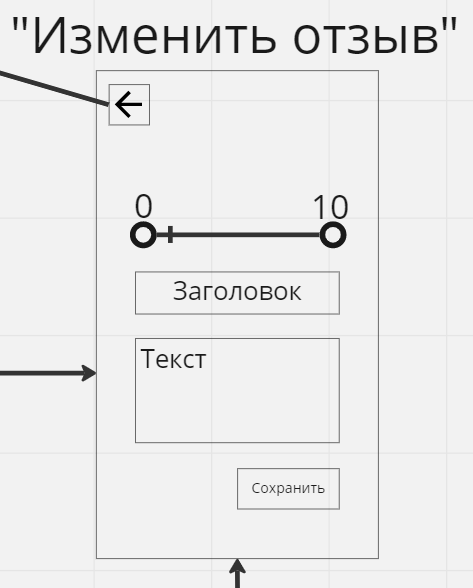 "Изменить отзыв"
0 10
Заголовок
Текст
Сохранить